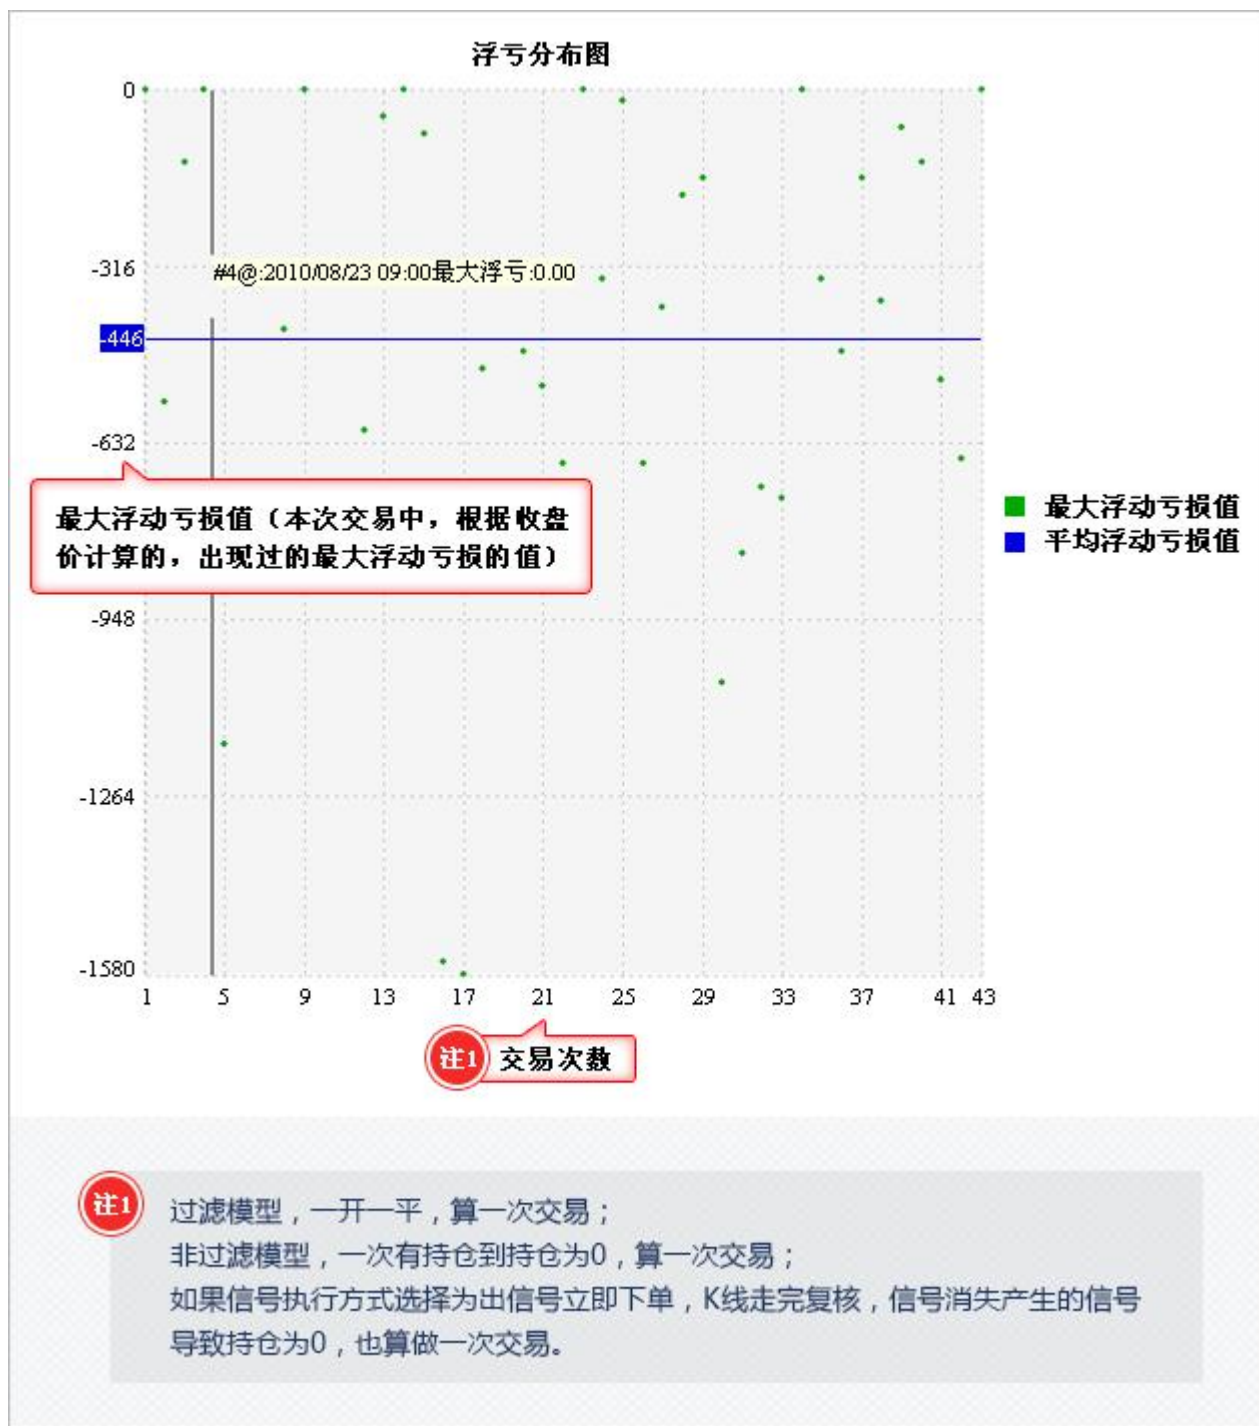 浮亏分布图
0
-316
#4@:2010/08/23 09:00最大浮亏:0.00
-446
-632
最大浮动亏损值（本次交易中，根据收盘
价计算的，出现过的最大浮动亏损的值）
最大浮动亏损值
平均浮动亏损值
-948
-1264
-1580
1 5 9 13 17 21 25 29 33 37 41 43
注1 交易次数
注1
过滤模型，一开一平，算一次交易；
非过滤模型，一次有持仓到持仓为0，算一次交易；
如果信号执行方式选择为出信号立即下单，K线走完复核，信号消失产生的信号
导致持仓为0，也算做一次交易。